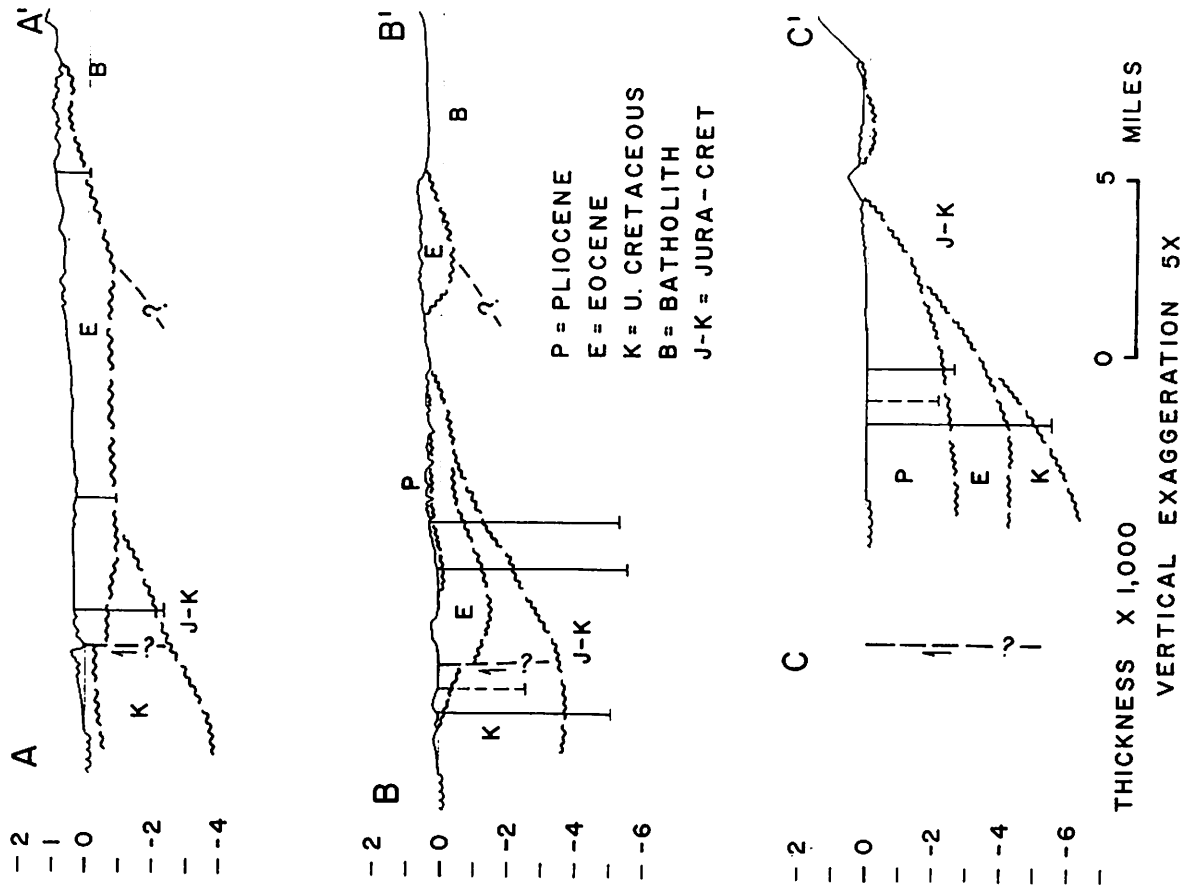 A
A'
2
1
0
-2
-4
K
J-K
?
E
?
B
B
B'
2
0
-2
-4
-6
K
E
P
J-K
?
E
?
B
P = PLIOCENE
E = EOCENE
K = U. CRETACEOUS
B = BATHOLITH
J-K = JURA-CRET
C
C'
2
0
-2
-4
-6
?
P
E
K
J-K
0 5 MILES
THICKNESS X 1,000
VERTICAL EXAGGERATION 5X